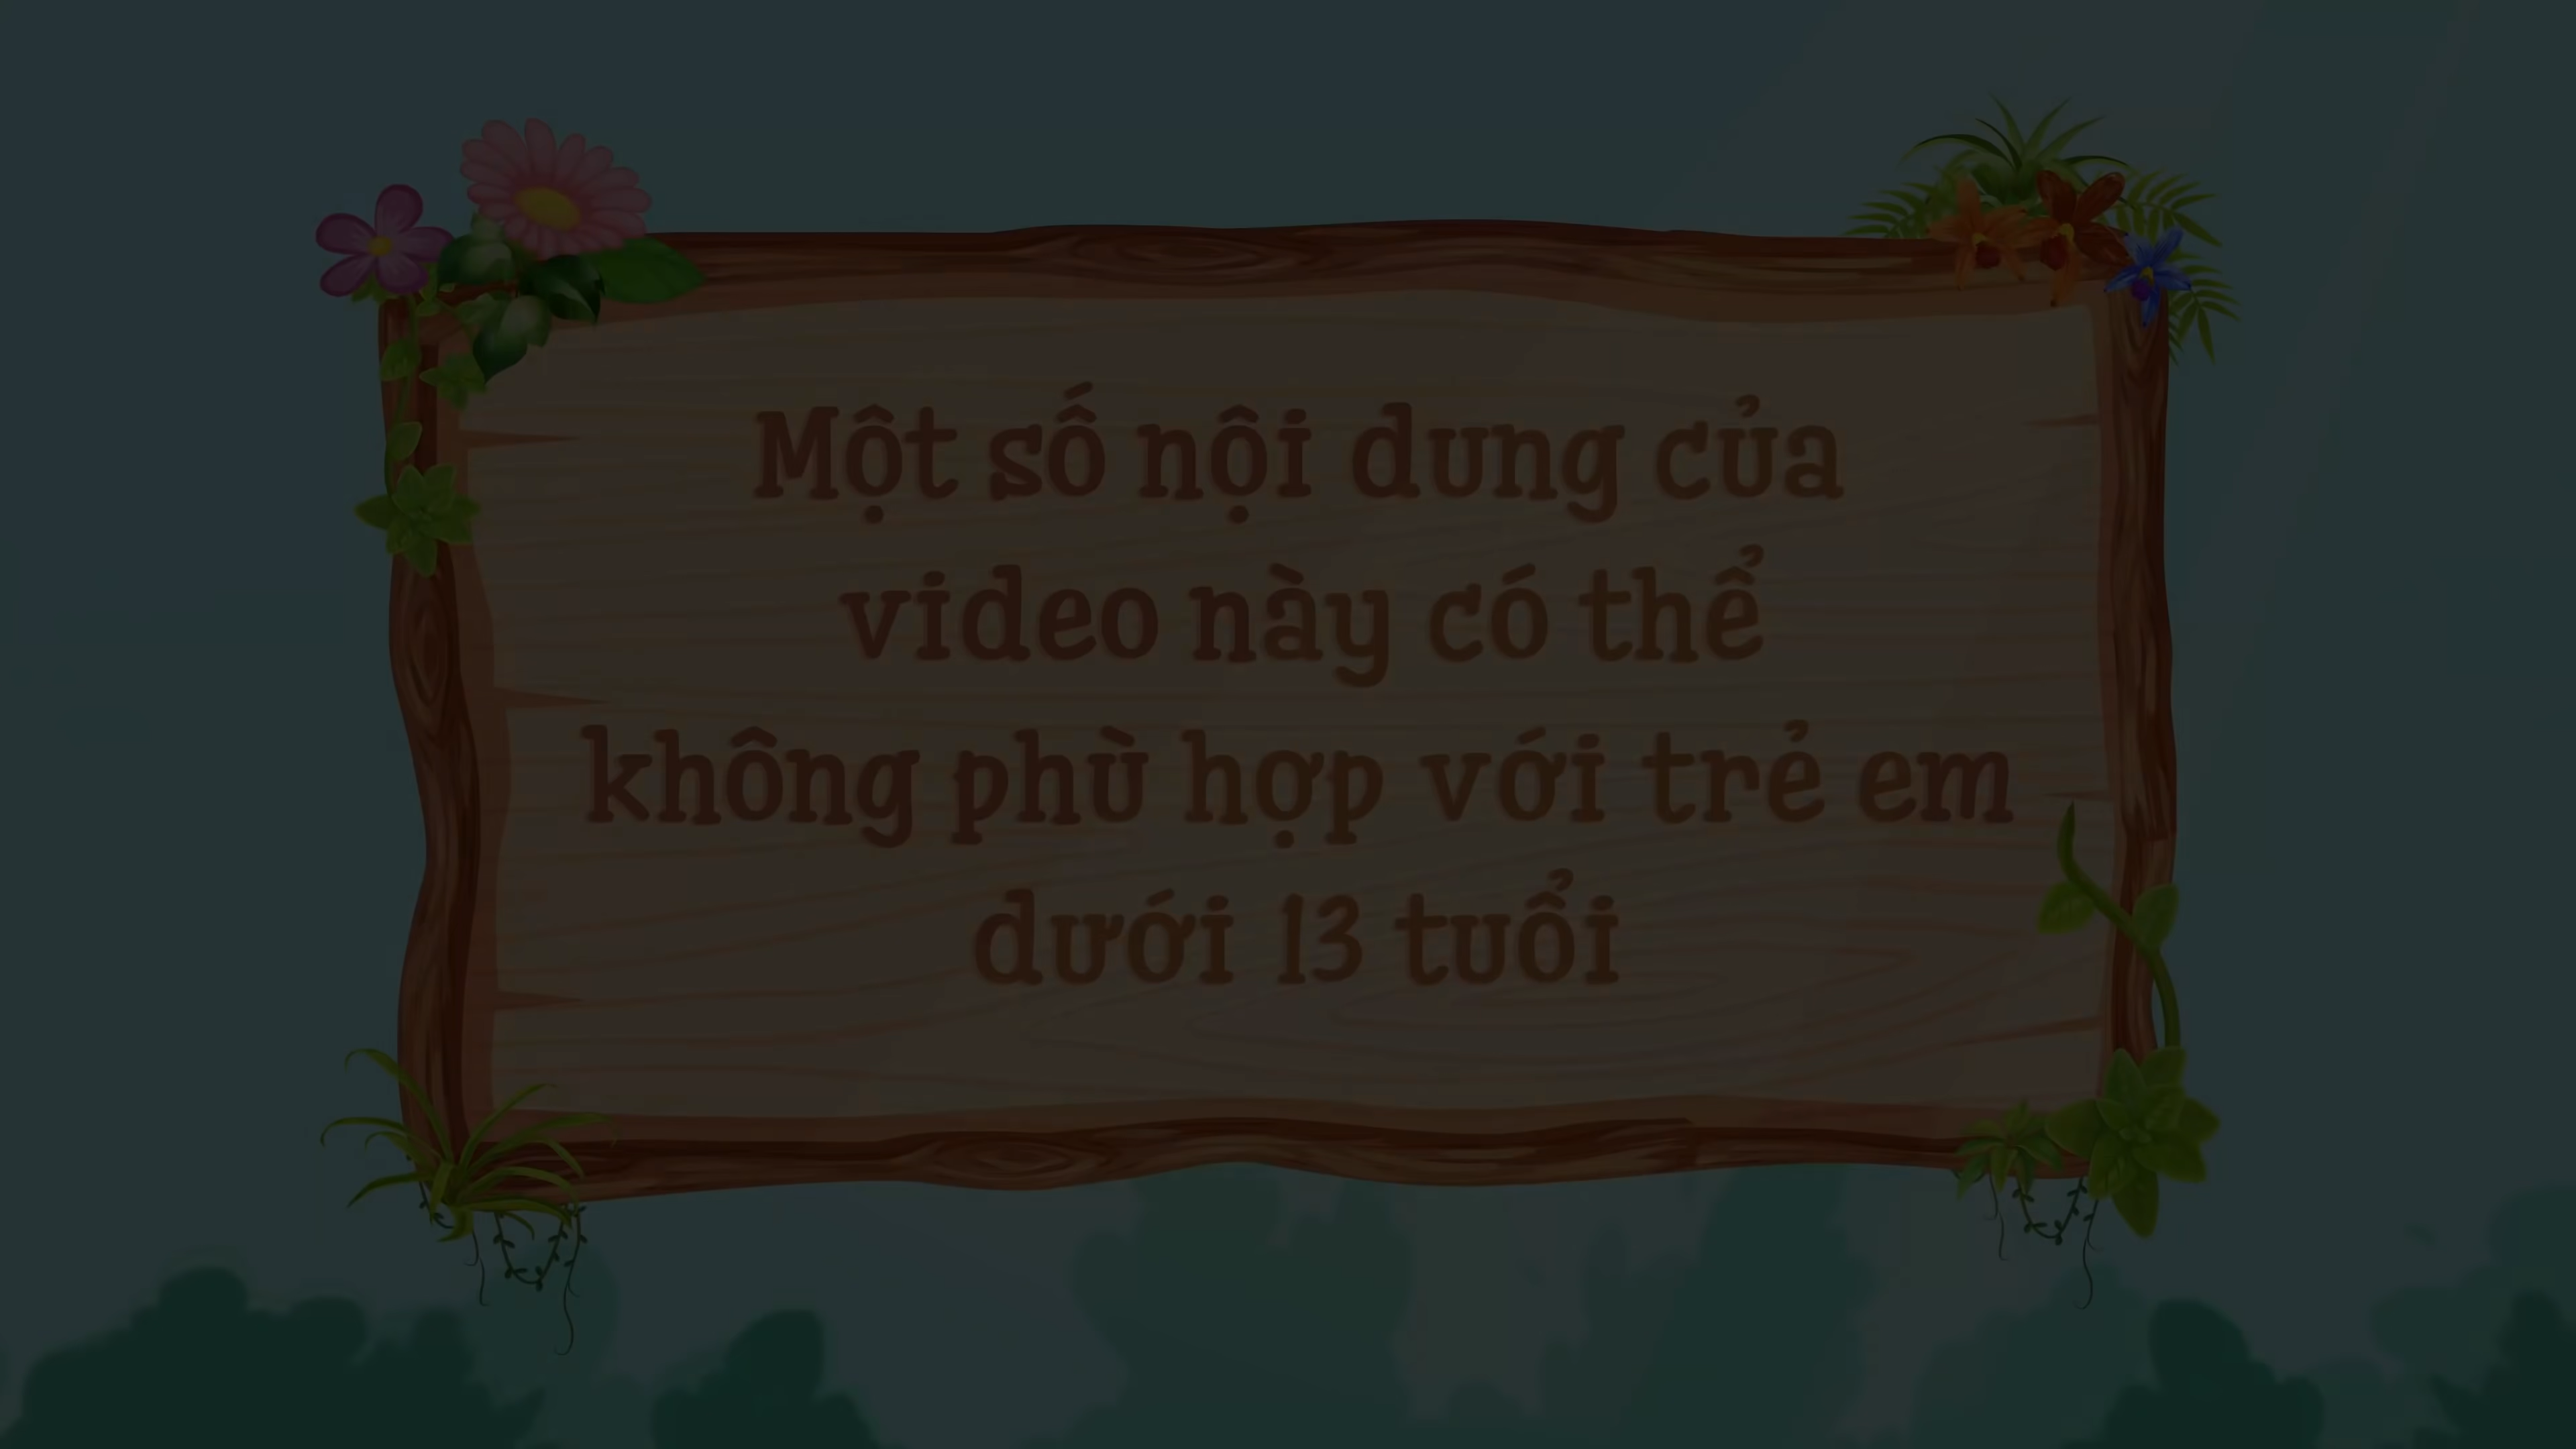 Một số nội dung của
video này có thể
không phù hợp với trẻ em
dưới 13 tuổi